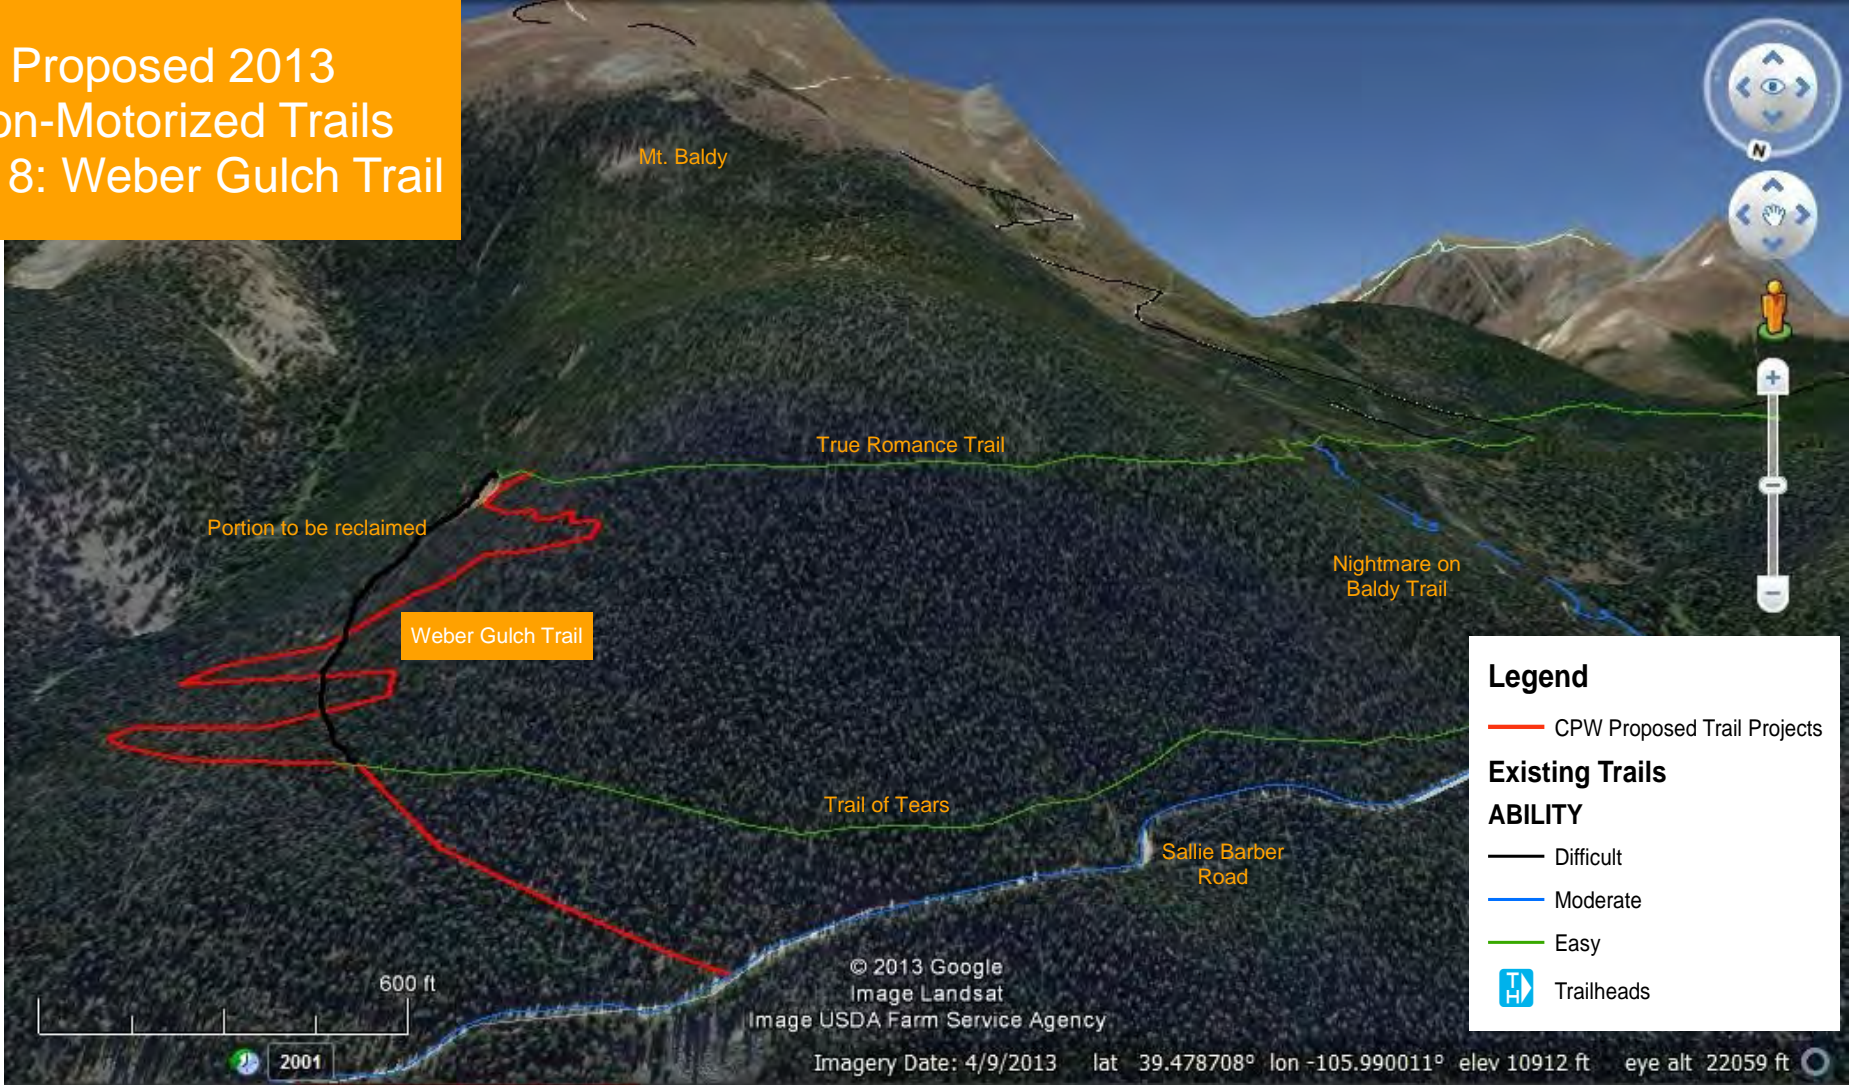 Proposed 2013
on-Motorized Trails
8: Weber Gulch Trail
Mt. Baldy
N
True Romance Trail
Portion to be reclaimed
Nightmare on
Baldy Trail
Weber Gulch Trail
Trail of Tears
Sallie Barber
Road
Legend
CPW Proposed Trail Projects
Existing Trails
ABILITY
Difficult
Moderate
Easy
TH
Trailheads
600 ft
© 2013 Google
Image Landsat
Image USDA Farm Service Agency
2001
Imagery Date: 4/9/2013 lat 39.478708° lon -105.990011° elev 10912 ft eye alt 22059 ft